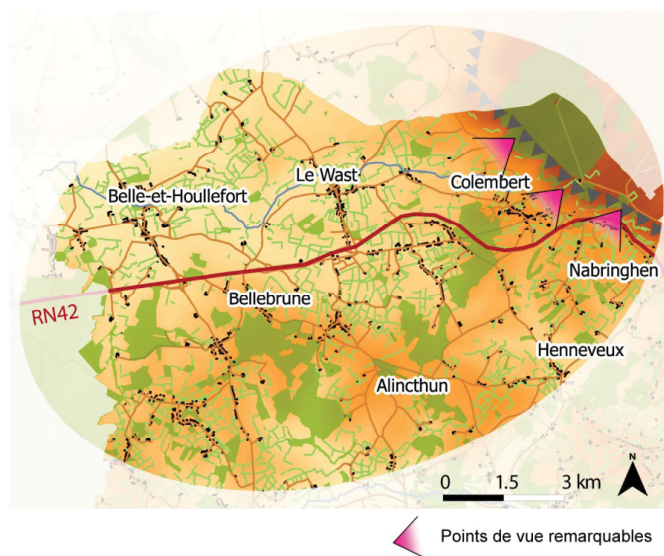 Le Wast
Colembert
Belle-et-Houllefort
Nabringhen
Bellebrune
RN42
Henneveux
Alincthun
N
0 1.5 3 km
Points de vue remarquables